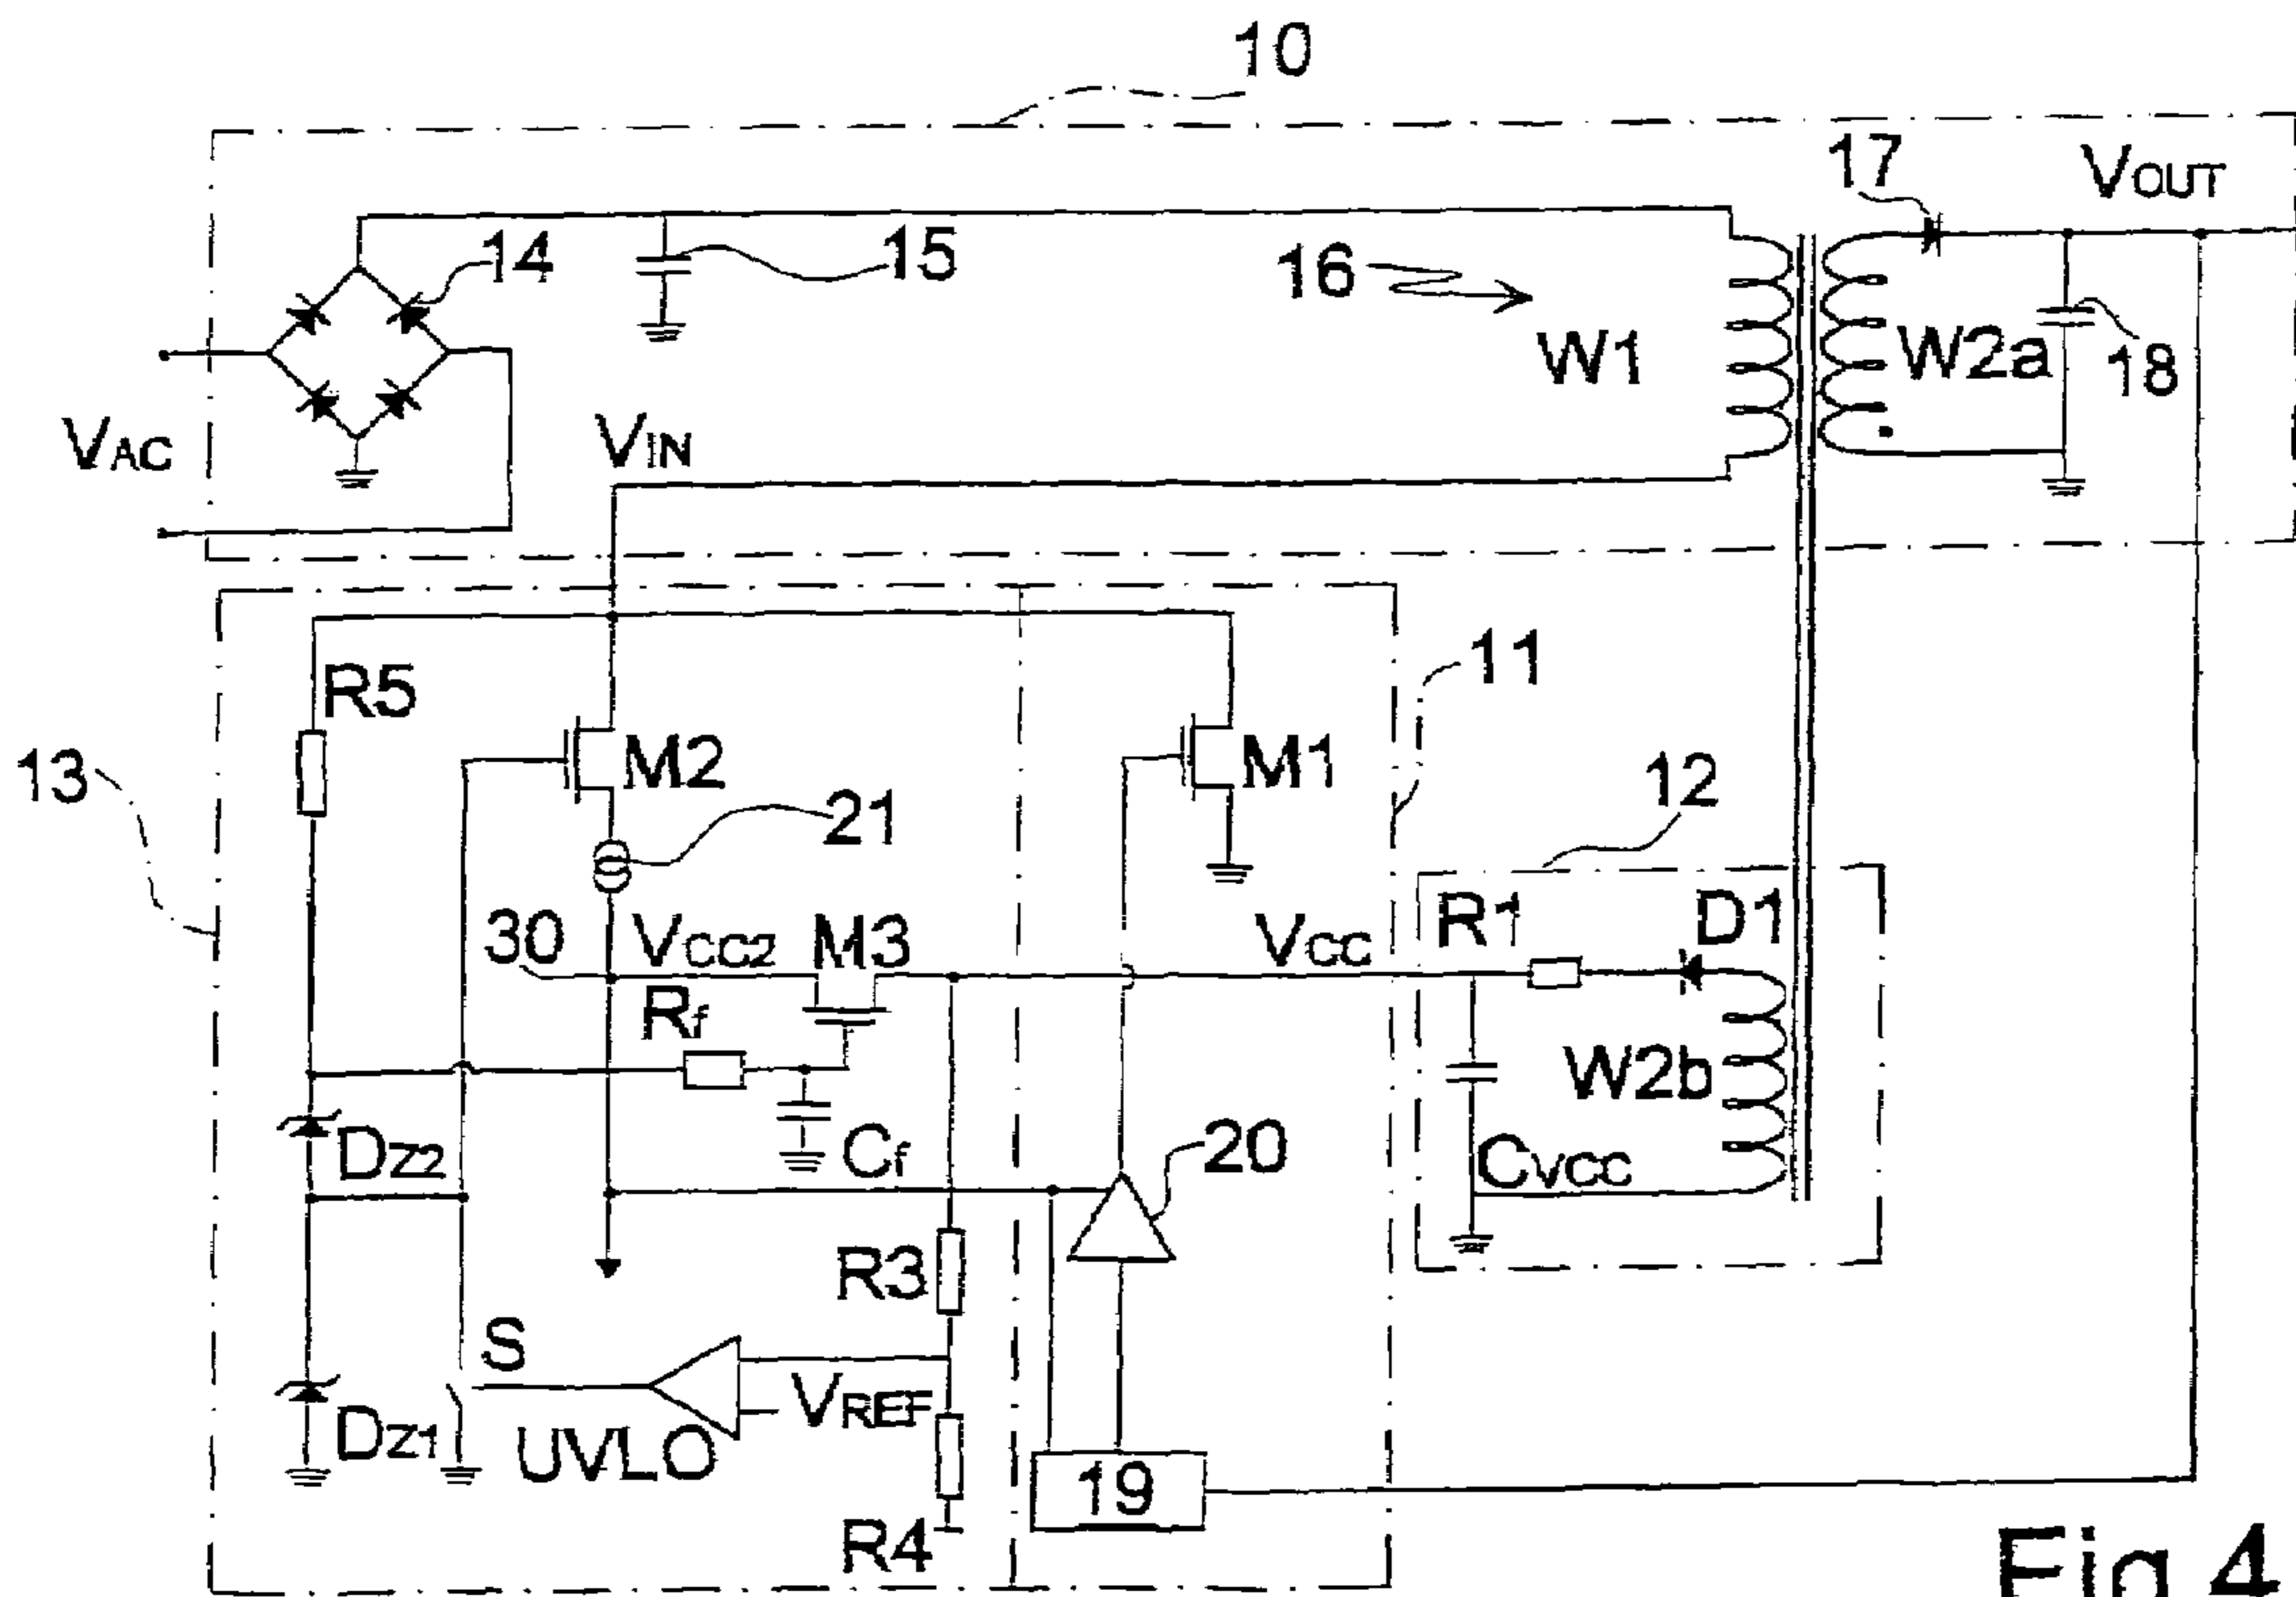 10
17
VOUT
14
15
16
W1
W2a
18
VAC
VIN
R5
11
13
M2
M1
12
21
30
VCC2
M3
VCC
R1
D1
Rf
W2b
DZ2
Cf
20
CVCC
R3
S
VREF
DZ1
UVLO
19
R4
Fig.4